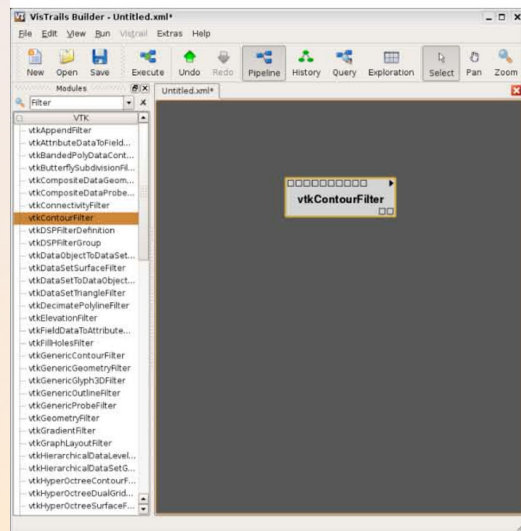 VisTrails Builder - Untitled.xml*
File Edit View Run Vistrail Extras Help
New Open Save Execute Undo Redo Pipeline History Query Exploration Select Pan Zoom
Modules
Untitled.xml*
Filter
VTK
vtkAppendFilter
vtkAttributeDataToField...
vtkBandedPolyDataCont...
vtkButterflySubdivisionFil...
vtkCompositeDataGeom...
vtkCompositeDataProbe...
vtkConnectivityFilter
vtkContourFilter
vtkDSPFilterDefinition
vtkDSPFilterGroup
vtkDataObjectToDataSet...
vtkDataSetSurfaceFilter
vtkDataSetToDataObject...
vtkDataSetTriangleFilter
vtkDecimatePolylineFilter
vtkElevationFilter
vtkFieldDataToAttribute...
vtkFillHolesFilter
vtkGenericContourFilter
vtkGenericGeometryFilter
vtkGenericGlyph3DFilter
vtkGenericOutlineFilter
vtkGenericProbeFilter
vtkGeometryFilter
vtkGradientFilter
vtkGraphLayoutFilter
vtkHierarchicalDataLevel...
vtkHierarchicalDataSetG...
vtkHyperOctreeContourF...
vtkHyperOctreeDualGrid...
vtkHyperOctreeSurfaceF...
vtkContourFilter